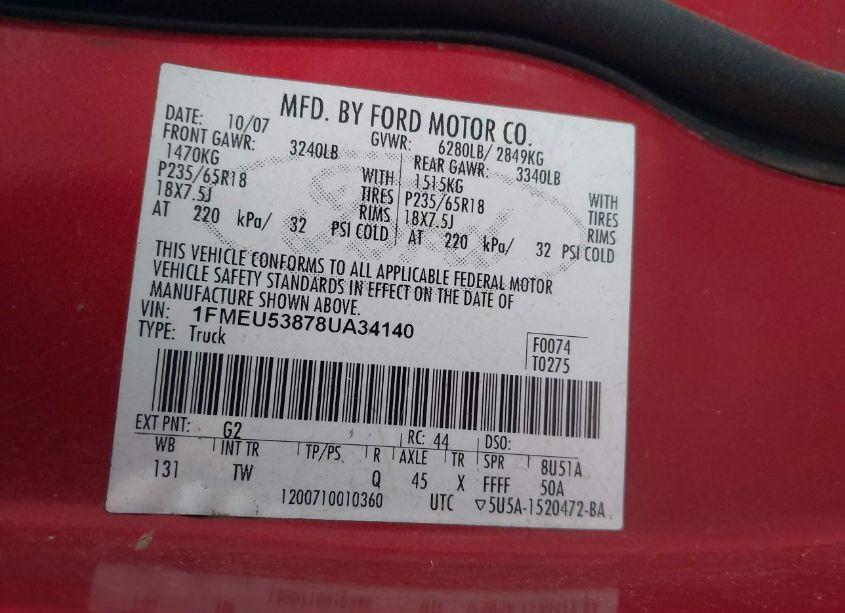 MFD. BY FORD MOTOR CO.
DATE: 10/07 GVWR: 6280LB/ 2849KG
FRONT GAWR: 3240LB REAR GAWR: 3340LB
1470KG WITH 1515KG WITH
P235/65R18 TIRES P235/65R18 TIRES
18X7.5J RIMS 18X7.5J RIMS
AT 220 kPa/ 32 PSI COLD AT 220 kPa/ 32 PSI COLD
THIS VEHICLE CONFORMS TO ALL APPLICABLE FEDERAL MOTOR
VEHICLE SAFETY STANDARDS IN EFFECT ON THE DATE OF
MANUFACTURE SHOWN ABOVE.
VIN: 1FMEU53878UA34140
TYPE: Truck
F0074
T0275
EXT PNT: G2 RC: 44 DSO:
WB INT TR TP/PS R AXLE TR SPR 8U51A
131 TW Q 45 X FFFF 50A
1200710010360 UTC ▽5U5A-1520472-BA